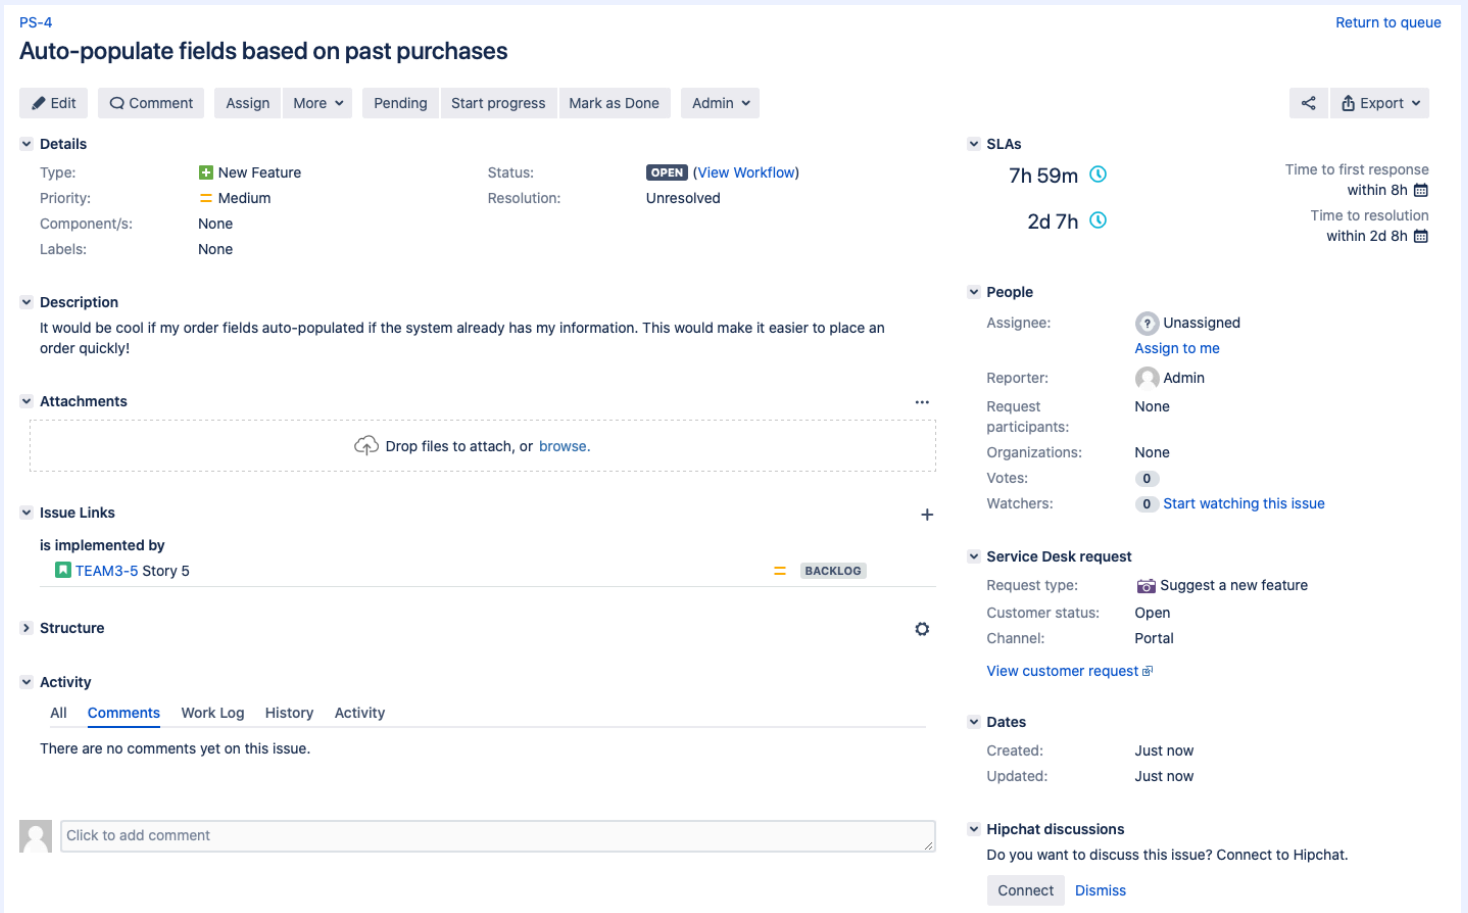 PS-4
Return to queue
Auto-populate fields based on past purchases
Edit
Comment
Assign
More
Pending
Start progress
Mark as Done
Admin
Export
Details
Type:
New Feature
Status:
OPEN (View Workflow)
Priority:
Medium
Resolution:
Unresolved
Component/s:
None
Labels:
None
Description
It would be cool if my order fields auto-populated if the system already has my information. This would make it easier to place an
order quickly!
Attachments
Drop files to attach, or browse.
Issue Links
is implemented by
TEAM3-5 Story 5
BACKLOG
Structure
Activity
All
Comments
Work Log
History
Activity
There are no comments yet on this issue.
Click to add comment
SLAs
7h 59m
Time to first response
within 8h
2d 7h
Time to resolution
within 2d 8h
People
Assignee:
Unassigned
Assign to me
Reporter:
Admin
Request
participants:
None
Organizations:
None
Votes:
0
Watchers:
0 Start watching this issue
Service Desk request
Request type:
Suggest a new feature
Customer status:
Open
Channel:
Portal
View customer request
Dates
Created:
Just now
Updated:
Just now
Hipchat discussions
Do you want to discuss this issue? Connect to Hipchat.
Connect
Dismiss